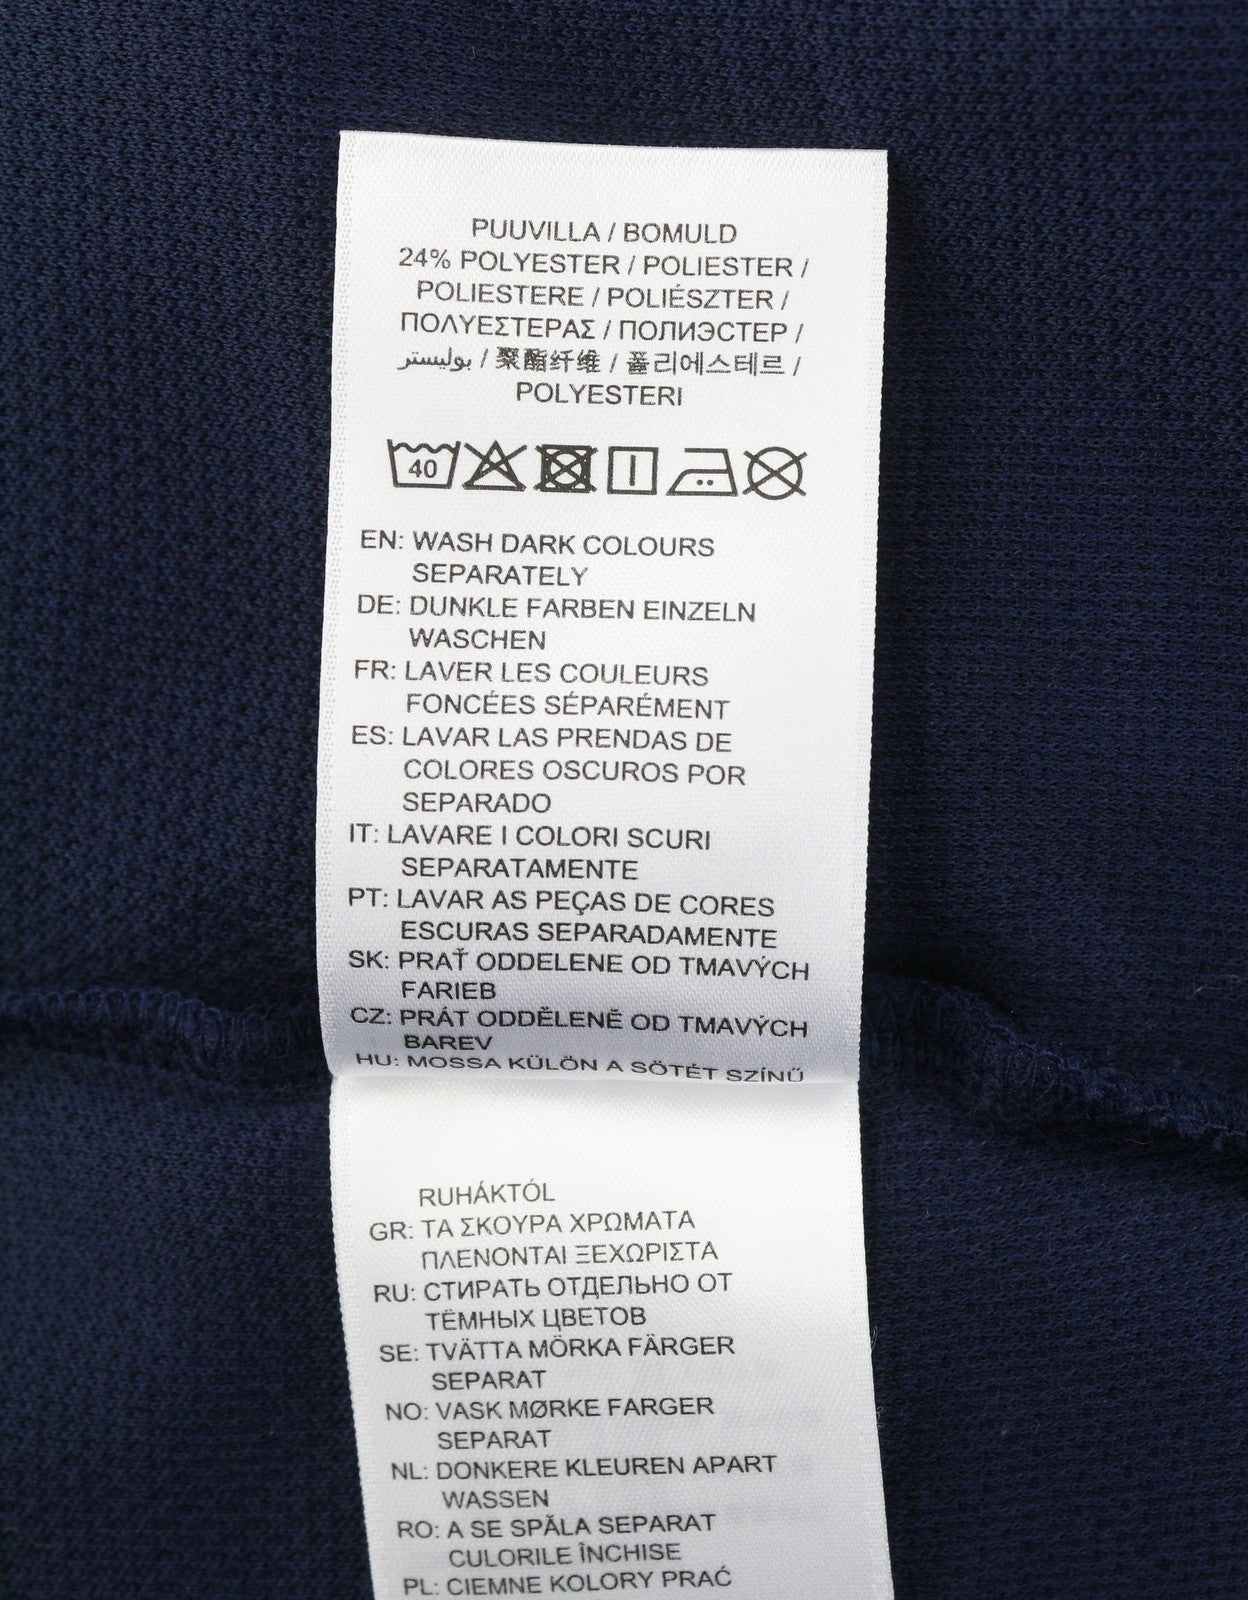 PUUVILLA / BOMULD
24% POLYESTER / POLIESTER /
POLIESTERE / POLIÉSZTER /
ΠΟΛΥΕΣΤΕΡΑΣ / ПОЛИЭСТЕР /
بوليستر / 聚酯纤维 / 폴리에스테르 /
POLYESTERI
40
EN: WASH DARK COLOURS
SEPARATELY
DE: DUNKLE FARBEN EINZELN
WASCHEN
FR: LAVER LES COULEURS
FONCÉES SÉPARÉMENT
ES: LAVAR LAS PRENDAS DE
COLORES OSCUROS POR
SEPARADO
IT: LAVARE I COLORI SCURI
SEPARATAMENTE
PT: LAVAR AS PEÇAS DE CORES
ESCURAS SEPARADAMENTE
SK: PRAŤ ODDELENE OD TMAVÝCH
FARIEB
CZ: PRÁT ODDĚLENĚ OD TMAVÝCH
BAREV
HU: MOSSA KÜLÖN A SÖTÉT SZÍNŰ
RUHÁKTÓL
GR: ΤΑ ΣΚΟΥΡΑ ΧΡΩΜΑΤΑ
ΠΛΕΝΟΝΤΑΙ ΞΕΧΩΡΙΣΤΑ
RU: СТИРАТЬ ОТДЕЛЬНО ОТ
ТЁМНЫХ ЦВЕТОВ
SE: TVÄTTA MÖRKA FÄRGER
SEPARAT
NO: VASK MØRKE FARGER
SEPARAT
NL: DONKERE KLEUREN APART
WASSEN
RO: A SE SPĂLA SEPARAT
CULORILE ÎNCHISE
PL: CIEMNE KOLORY PRAĆ